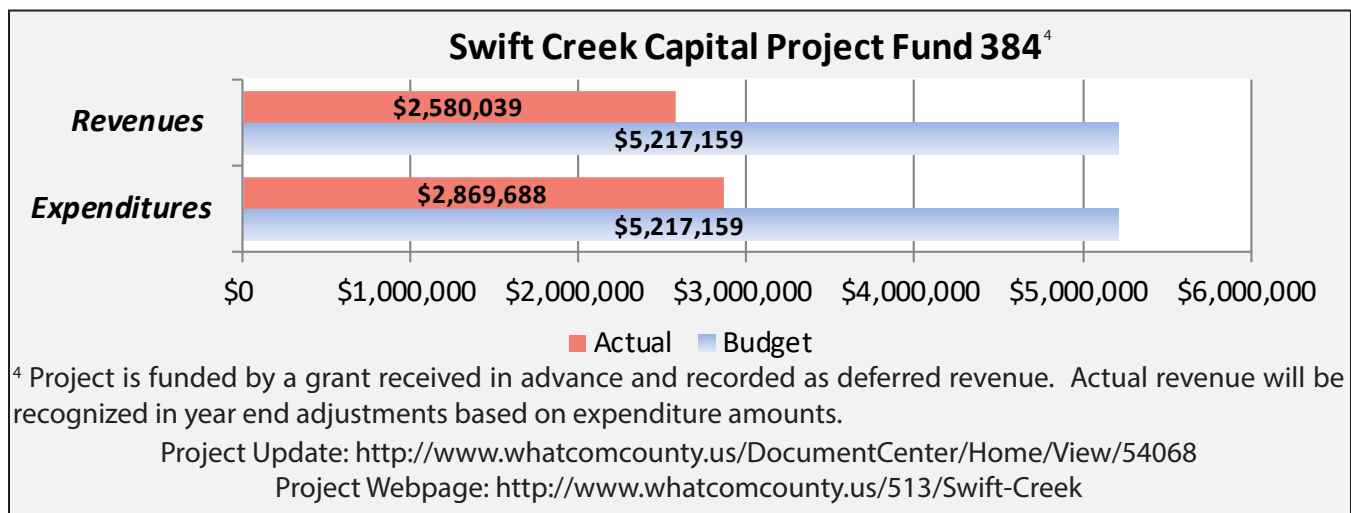 Swift Creek Capital Project Fund 384⁴
Revenues
$2,580,039
$5,217,159
Expenditures
$2,869,688
$5,217,159
$0 $1,000,000 $2,000,000 $3,000,000 $4,000,000 $5,000,000 $6,000,000
Actual Budget
⁴ Project is funded by a grant received in advance and recorded as deferred revenue. Actual revenue will be
recognized in year end adjustments based on expenditure amounts.
Project Update: http://www.whatcomcounty.us/DocumentCenter/Home/View/54068
Project Webpage: http://www.whatcomcounty.us/513/Swift-Creek